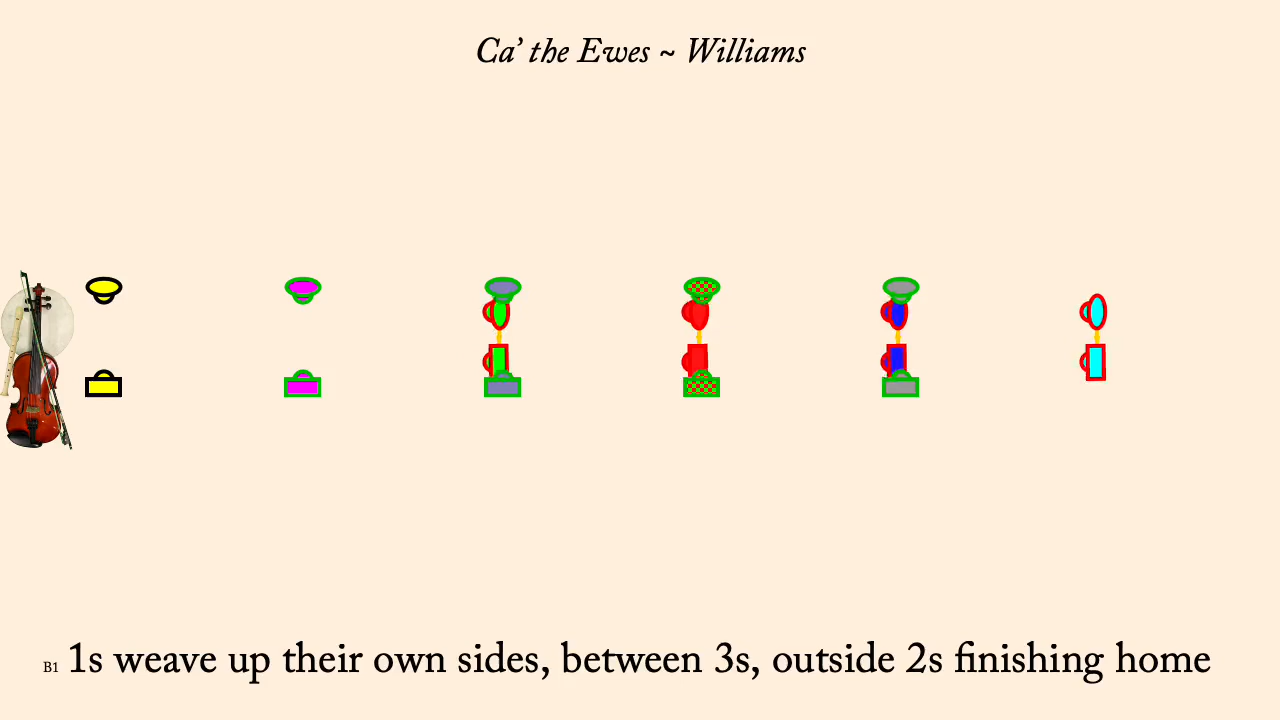 Ca’ the Ewes ~ Williams
B1 1s weave up their own sides, between 3s, outside 2s finishing home